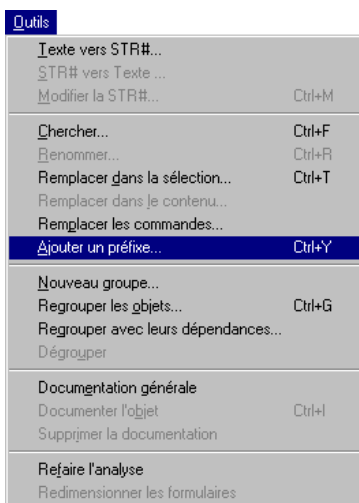 Outils
Texte vers STR#...
STR# vers Texte ...
Modifier la STR#... Ctrl+M
Chercher... Ctrl+F
Renommer... Ctrl+R
Remplacer dans la sélection... Ctrl+T
Remplacer dans le contenu...
Remplacer les commandes...
Ajouter un préfixe... Ctrl+Y
Nouveau groupe...
Regrouper les objets... Ctrl+G
Regrouper avec leurs dépendances...
Dégrouper
Documentation générale
Documenter l'objet Ctrl+I
Supprimer la documentation
Refaire l'analyse
Redimensionner les formulaires